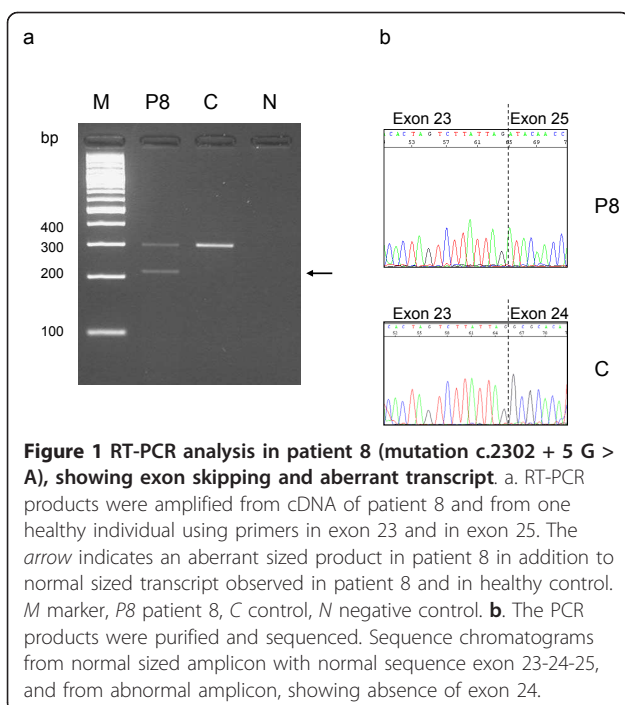 a
b
M P8 C N
bp
400
300
200
100
Exon 23 Exon 25
C A C T A G T C T T A T T A G A T A C A A C C
53 57 61 65 69
P8
Exon 23 Exon 24
C A C T A G T C T T A T T A G G C G C A C A
C
Figure 1 RT-PCR analysis in patient 8 (mutation c.2302 + 5 G >
A), showing exon skipping and aberrant transcript. a. RT-PCR
products were amplified from cDNA of patient 8 and from one
healthy individual using primers in exon 23 and in exon 25. The
arrow indicates an aberrant sized product in patient 8 in addition to
normal sized transcript observed in patient 8 and in healthy control.
M marker, P8 patient 8, C control, N negative control. b. The PCR
products were purified and sequenced. Sequence chromatograms
from normal sized amplicon with normal sequence exon 23-24-25,
and from abnormal amplicon, showing absence of exon 24.